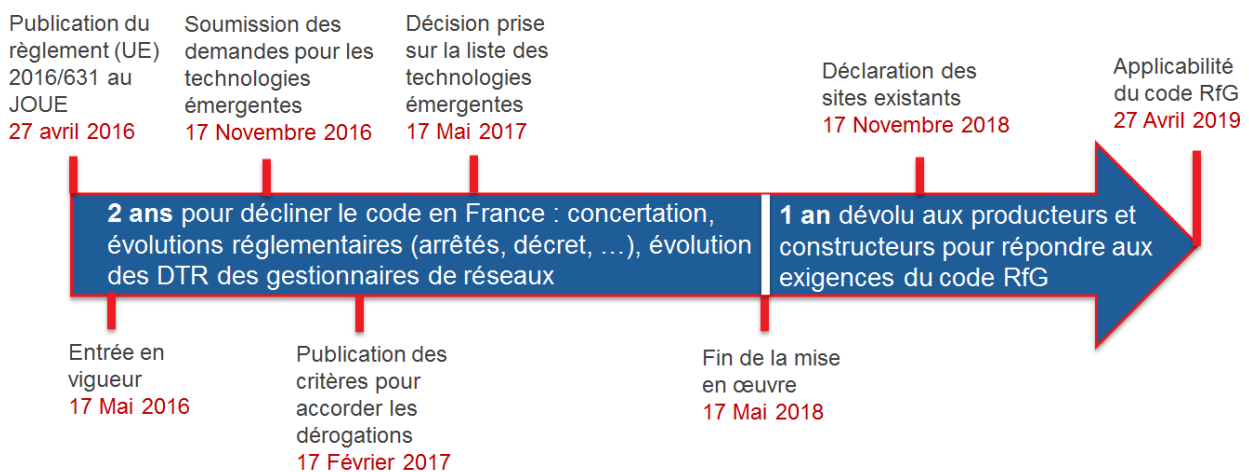 Publication du
règlement (UE)
2016/631 au
JOUE
27 avril 2016
Soumission des
demandes pour les
technologies
émergentes
17 Novembre 2016
Décision prise
sur la liste des
technologies
émergentes
17 Mai 2017
Déclaration des
sites existants
17 Novembre 2018
Applicabilité
du code RfG
27 Avril 2019
2 ans pour décliner le code en France : concertation,
évolutions réglementaires (arrêtés, décret, …), évolution
des DTR des gestionnaires de réseaux
1 an dévolu aux producteurs et
constructeurs pour répondre aux
exigences du code RfG
Entrée en
vigueur
17 Mai 2016
Publication des
critères pour
accorder les
dérogations
17 Février 2017
Fin de la mise
en œuvre
17 Mai 2018